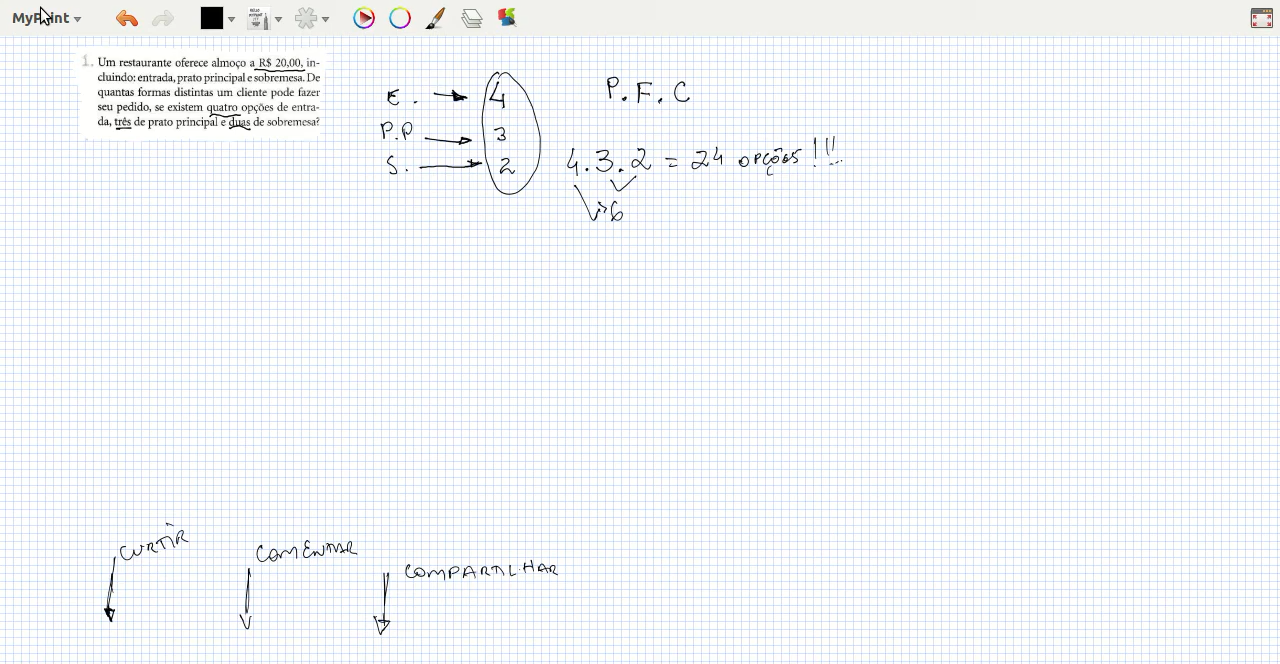 MyPaint
1. Um restaurante oferece almoço a R$ 20,00, in-
cluindo: entrada, prato principal e sobremesa. De
quantas formas distintas um cliente pode fazer
seu pedido, se existem quatro opções de entra-
da, três de prato principal e duas de sobremesa?
E. → 4
P.P → 3
S. → 2
P.F.C
4.3.2 = 24 OPÇÕES!!!
6
CURTIR
COMENTAR
COMPARTILHAR